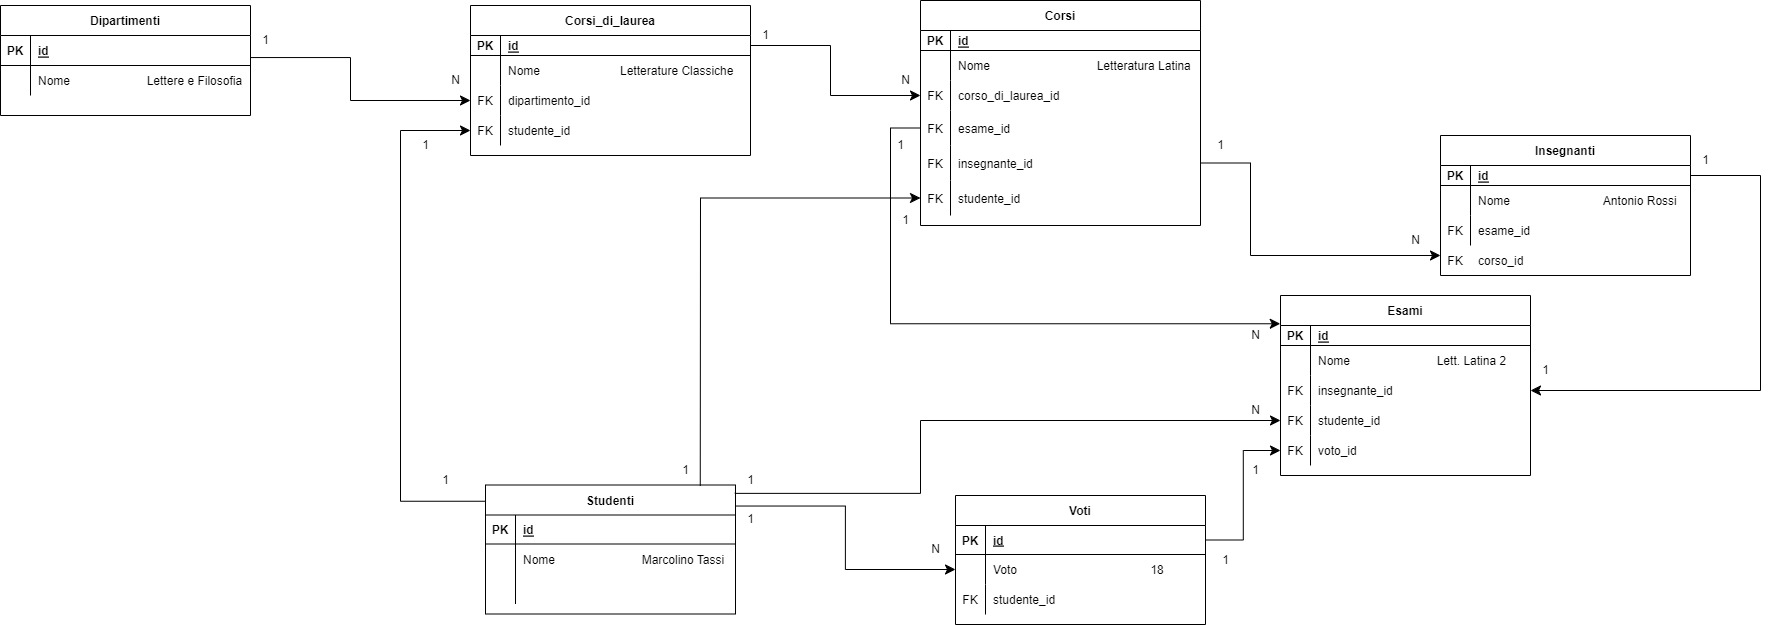 Dipartimenti
PK id
Nome Lettere e Filosofia
1
N
Corsi_di_laurea
PK id
Nome Letterature Classiche
FK dipartimento_id
FK studente_id
1
1
N
Corsi
PK id
Nome Letteratura Latina
FK corso_di_laurea_id
FK esame_id
FK insegnante_id
FK studente_id
1
1
1
N
Insegnanti
PK id
Nome Antonio Rossi
FK esame_id
FK corso_id
1
N
Esami
PK id
Nome Lett. Latina 2
FK insegnante_id
FK studente_id
FK voto_id
1
N
1
1
1
1
1
Studenti
PK id
Nome Marcolino Tassi
N
Voti
PK id
Voto 18
FK studente_id
1